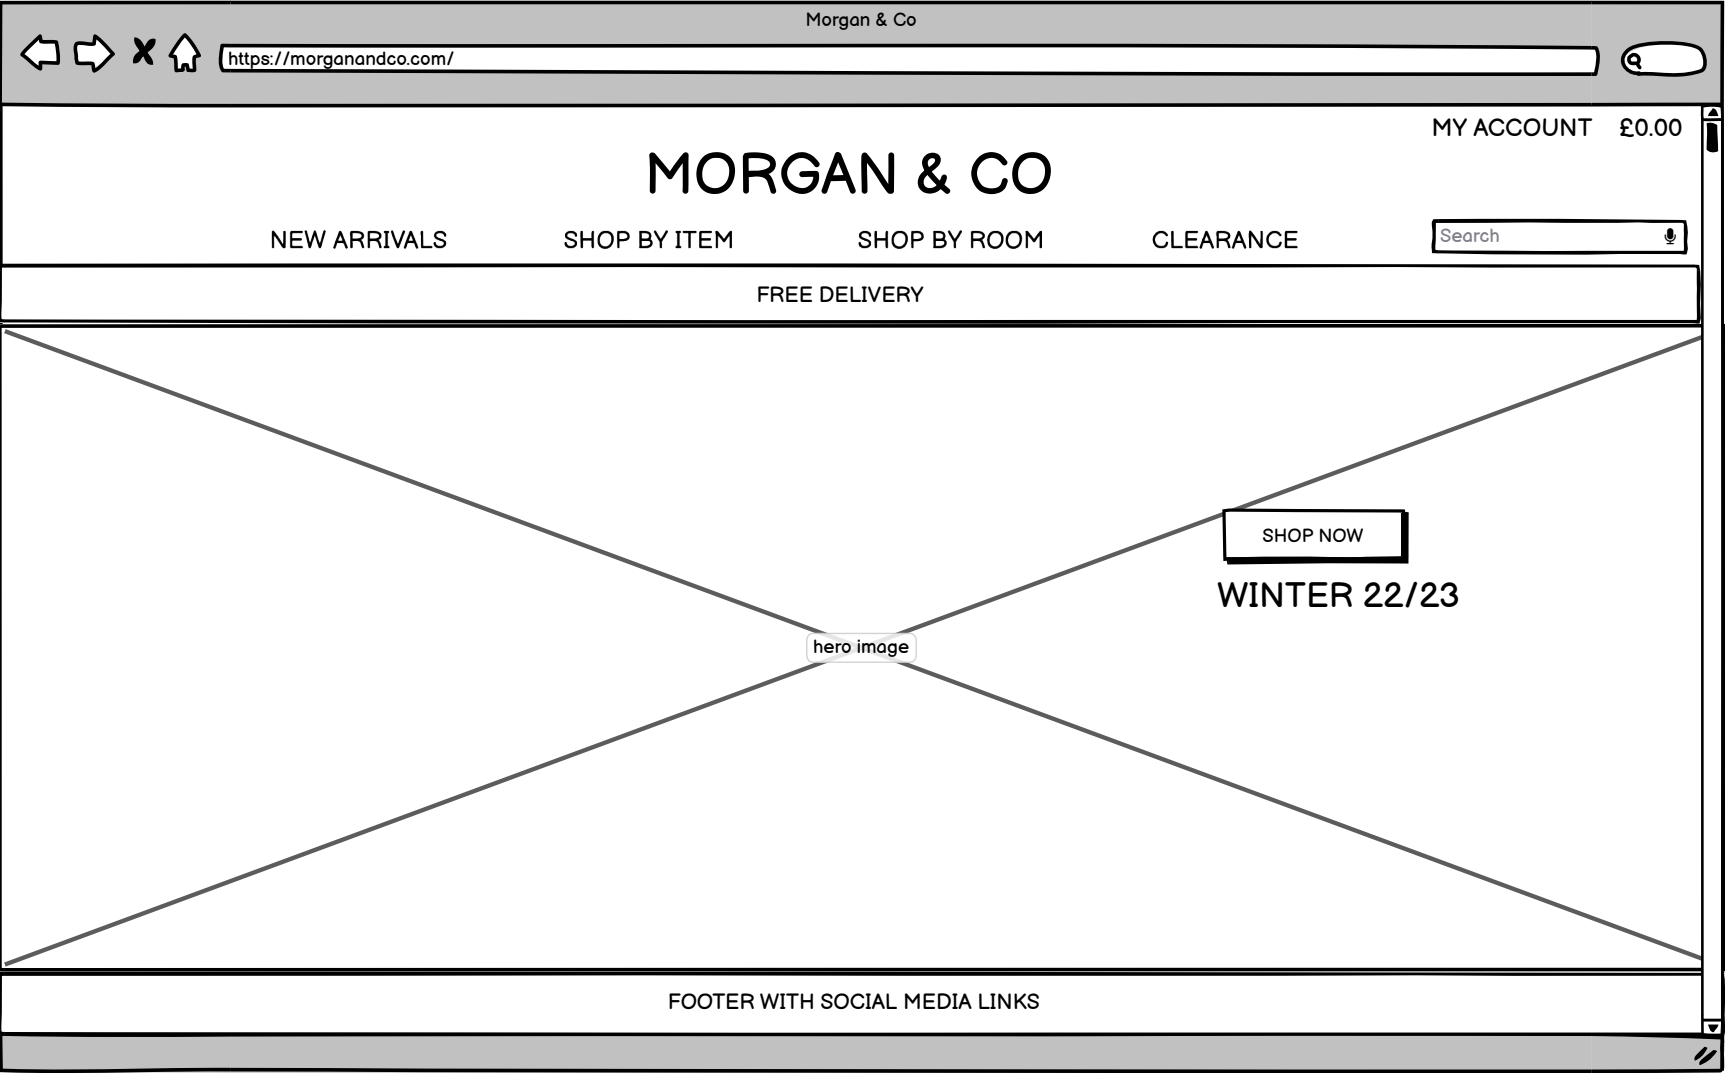 Morgan & Co
https://morganandco.com/
MY ACCOUNT £0.00
MORGAN & CO
NEW ARRIVALS SHOP BY ITEM SHOP BY ROOM CLEARANCE Search
FREE DELIVERY
SHOP NOW
WINTER 22/23
hero image
FOOTER WITH SOCIAL MEDIA LINKS